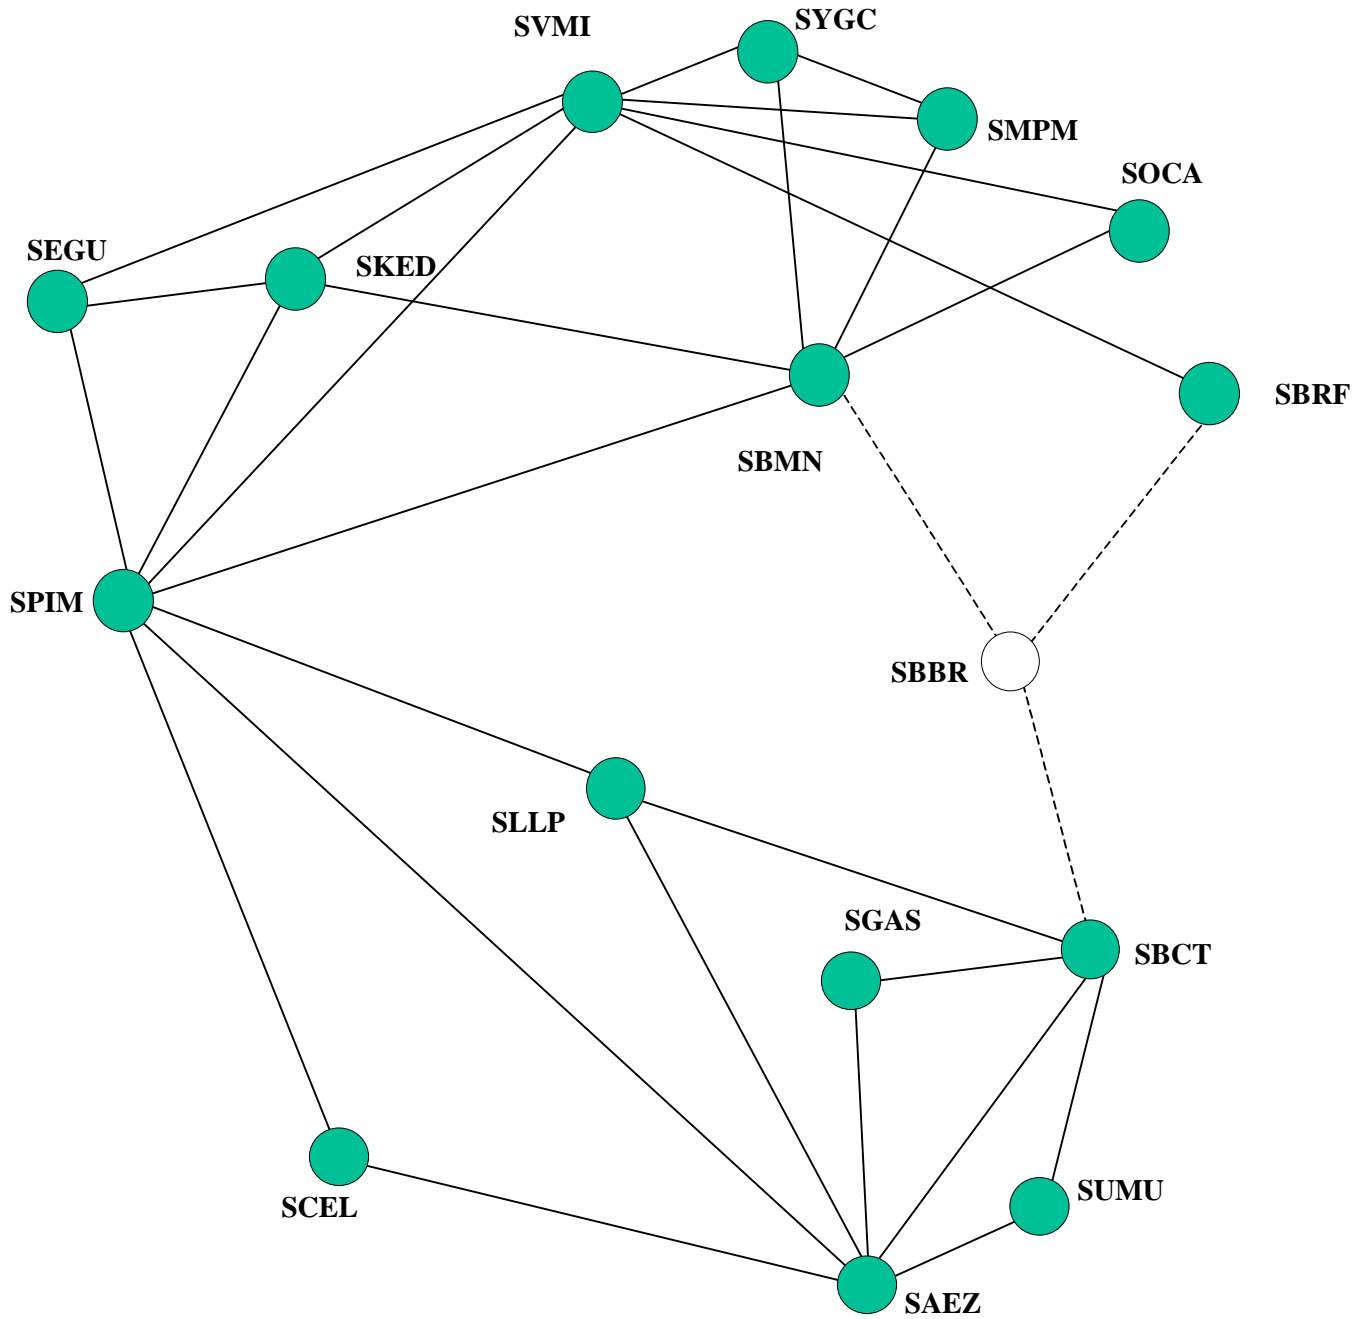 SYGC
SVMI
SMPM
SOCA
SEGU
SKED
SBRF
SBMN
SPIM
SBBR
SLLP
SGAS
SBCT
SUMU
SCEL
SAEZ